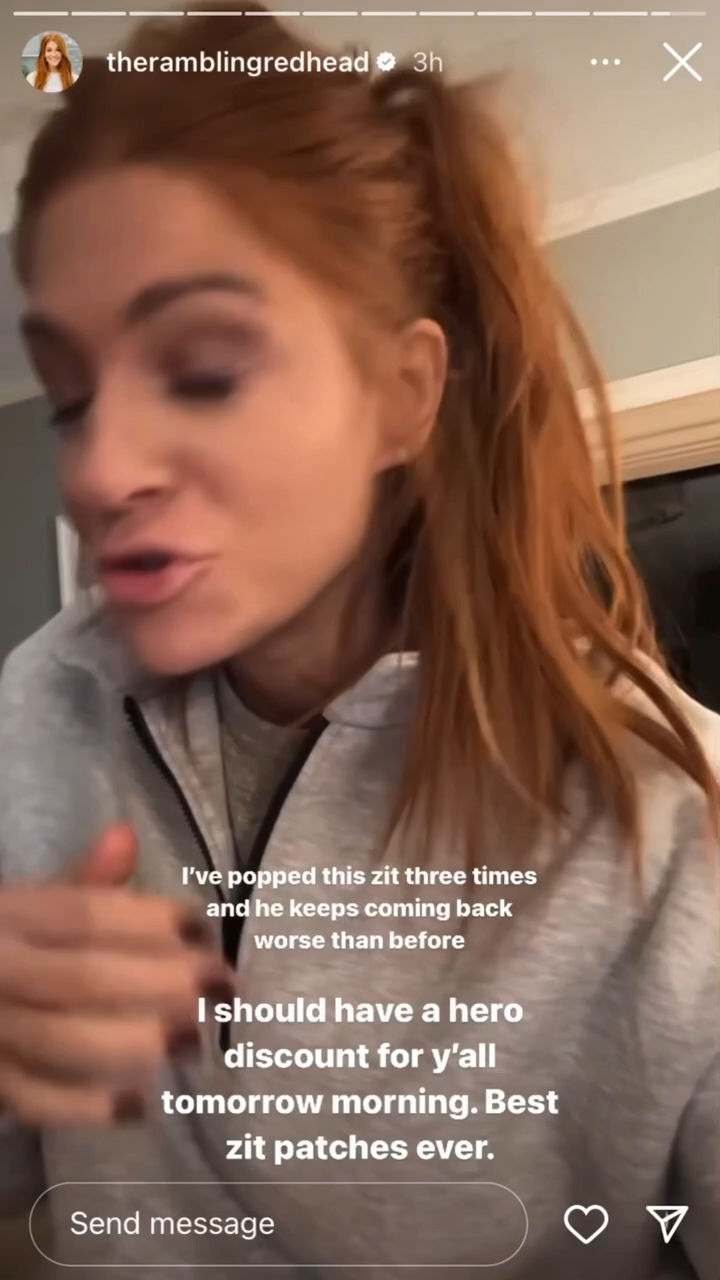 theramblingredhead 3h
I’ve popped this zit three times
and he keeps coming back
worse than before
I should have a hero
discount for y’all
tomorrow morning. Best
zit patches ever.
Send message